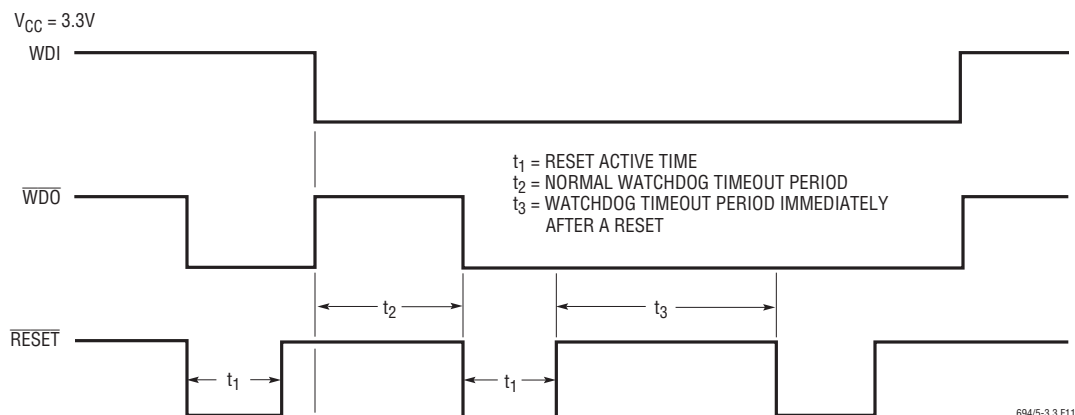 VCC = 3.3V
WDI
t1 = RESET ACTIVE TIME
t2 = NORMAL WATCHDOG TIMEOUT PERIOD
t3 = WATCHDOG TIMEOUT PERIOD IMMEDIATELY
AFTER A RESET
WDO
t2
t3
RESET
t1
t1
694/5-3.3 F11